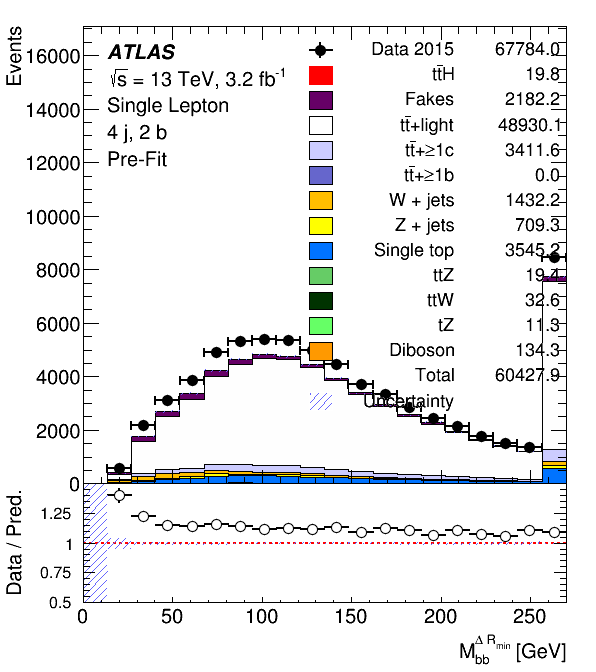 Events
16000
14000
12000
10000
8000
6000
4000
2000
0
ATLAS
√s = 13 TeV, 3.2 fb⁻¹
Single Lepton
4 j, 2 b
Pre-Fit
Data 2015 67784.0
tt̄H 19.8
Fakes 2182.2
tt̄+light 48930.1
tt̄+≥1c 3411.6
tt̄+≥1b 0.0
W + jets 1432.2
Z + jets 709.3
Single top 3545.2
ttZ 19.4
ttW 32.6
tZ 11.3
Diboson 134.3
Total 60427.9
Uncertainty
Data / Pred.
1.25
1
0.75
0.5
0 50 100 150 200 250
M_bb^ΔR_min [GeV]